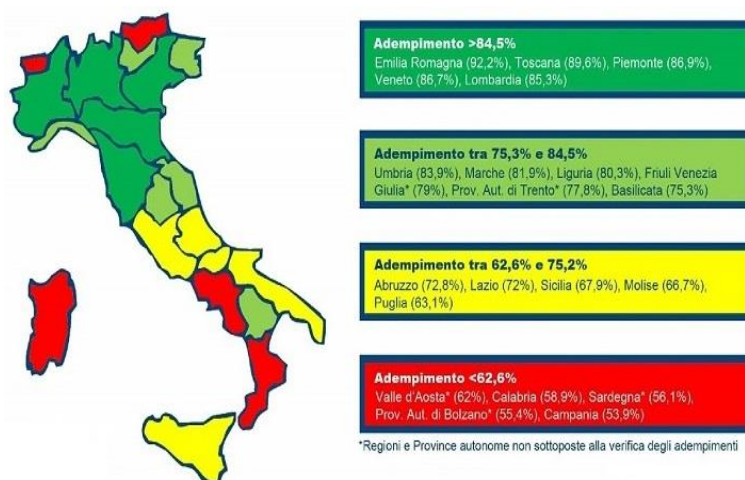 Adempimento >84,5%
Emilia Romagna (92,2%), Toscana (89,6%), Piemonte (86,9%),
Veneto (86,7%), Lombardia (85,3%)
Adempimento tra 75,3% e 84,5%
Umbria (83,9%), Marche (81,9%), Liguria (80,3%), Friuli Venezia
Giulia* (79%), Prov. Aut. di Trento* (77,8%), Basilicata (75,3%)
Adempimento tra 62,6% e 75,2%
Abruzzo (72,8%), Lazio (72%), Sicilia (67,9%), Molise (66,7%),
Puglia (63,1%)
Adempimento <62,6%
Valle d'Aosta* (62%), Calabria (58,9%), Sardegna* (56,1%),
Prov. Aut. di Bolzano* (55,4%), Campania (53,9%)
*Regioni e Province autonome non sottoposte alla verifica degli adempimenti